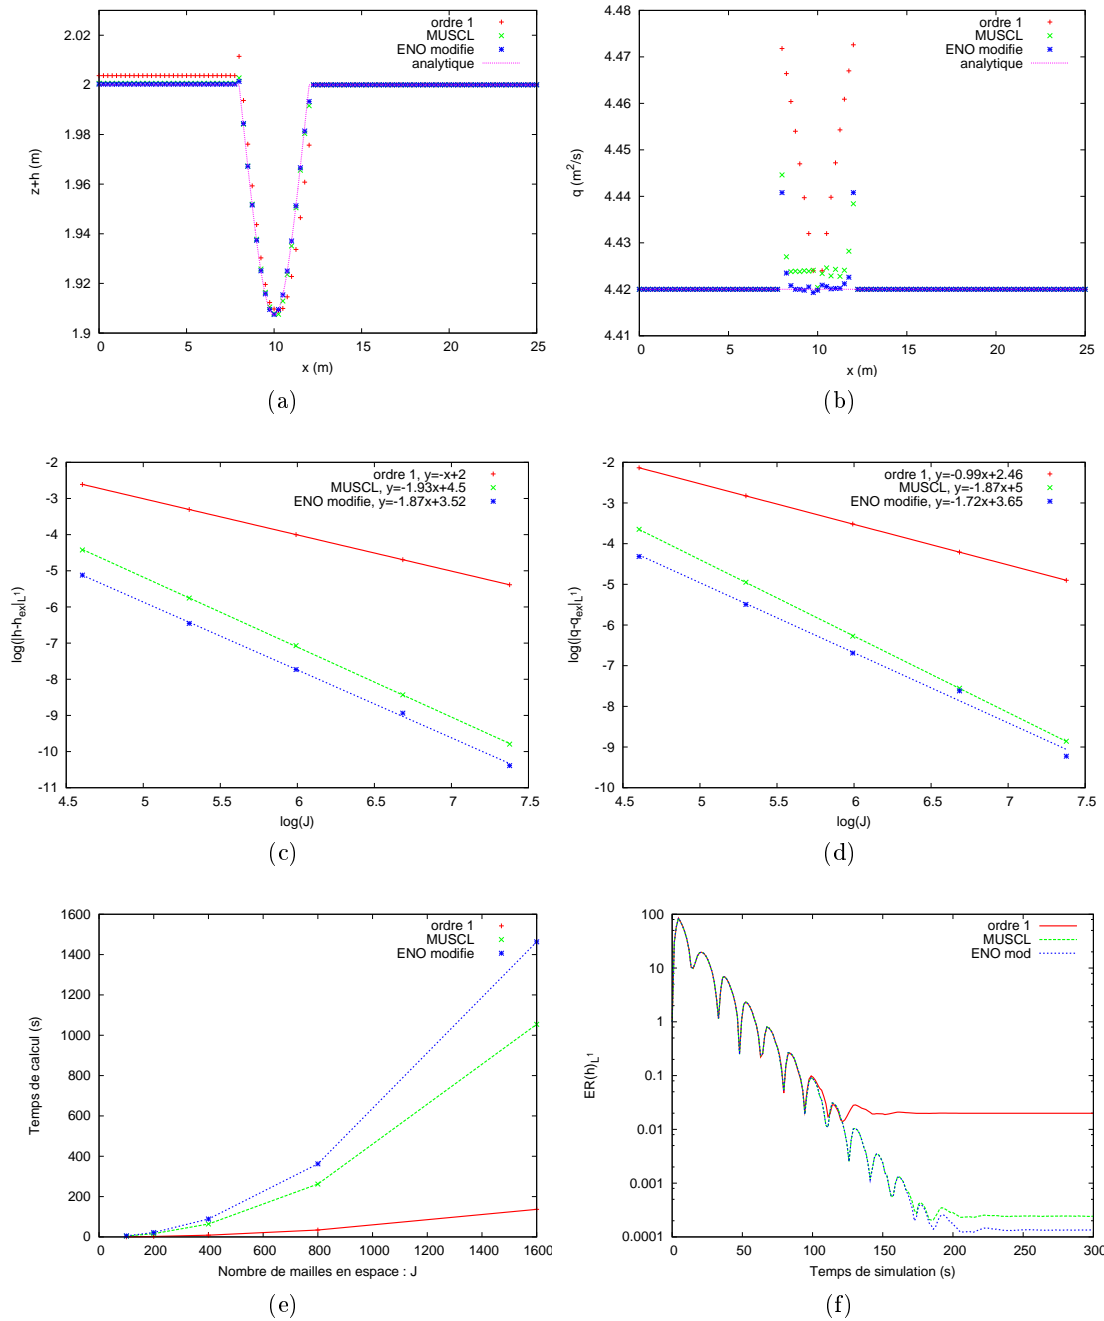 2.02
2
1.98
1.96
1.94
1.92
1.9
0 5 10 15 20 25
z+h (m)
x (m)
ordre 1
MUSCL
ENO modifie
analytique
(a)
4.48
4.47
4.46
4.45
4.44
4.43
4.42
4.41
0 5 10 15 20 25
q (m²/s)
x (m)
ordre 1
MUSCL
ENO modifie
analytique
(b)
-2
-3
-4
-5
-6
-7
-8
-9
-10
-11
4.5 5 5.5 6 6.5 7 7.5
log(|h-h_ex|_L¹)
log(J)
ordre 1, y=-x+2
MUSCL, y=-1.93x+4.5
ENO modifie, y=-1.87x+3.52
(c)
-2
-3
-4
-5
-6
-7
-8
-9
-10
4.5 5 5.5 6 6.5 7 7.5
log(|q-q_ex|_L¹)
log(J)
ordre 1, y=-0.99x+2.46
MUSCL, y=-1.87x+5
ENO modifie, y=-1.72x+3.65
(d)
1600
1400
1200
1000
800
600
400
200
0
0 200 400 600 800 1000 1200 1400 1600
Temps de calcul (s)
Nombre de mailles en espace : J
ordre 1
MUSCL
ENO modifie
(e)
100
10
1
0.1
0.01
0.001
0.0001
0 50 100 150 200 250 300
ER(h)_L¹
Temps de simulation (s)
ordre 1
MUSCL
ENO mod
(f)